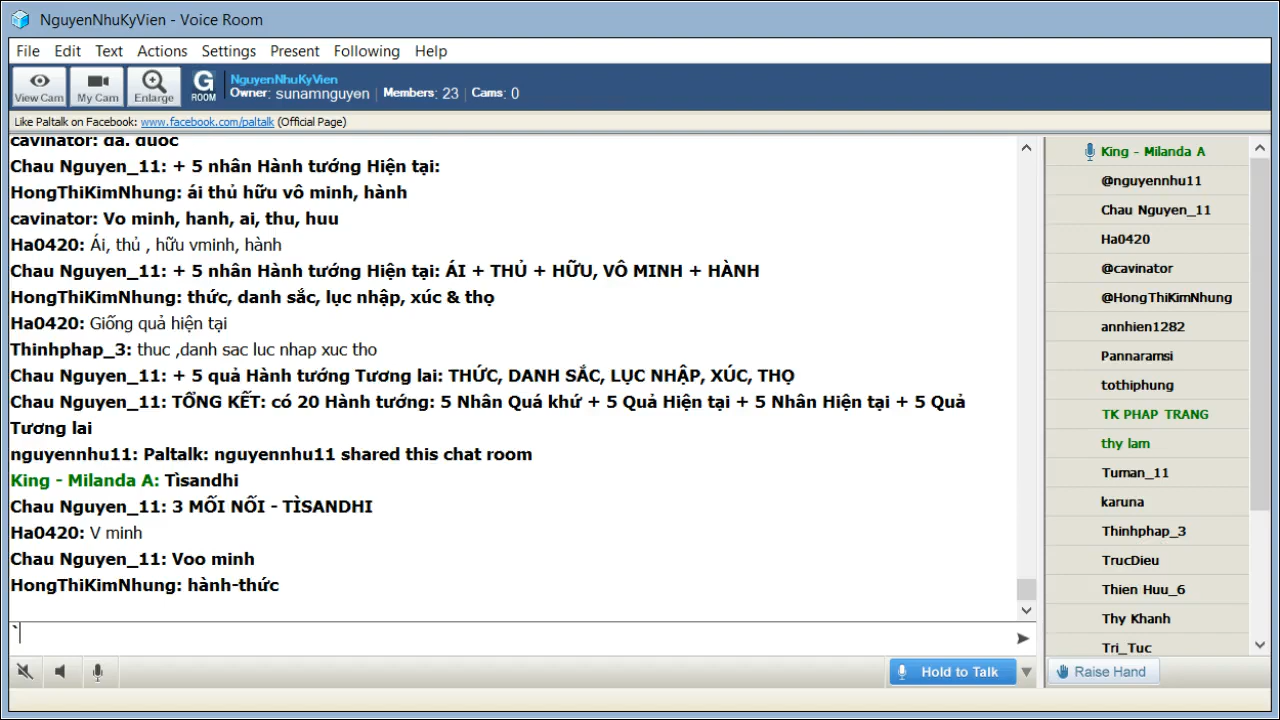 NguyenNhuKyVien - Voice Room
File Edit Text Actions Settings Present Following Help
View Cam My Cam Enlarge G ROOM
NguyenNhuKyVien
Owner: sunamnguyen | Members: 23 | Cams: 0
Like Paltalk on Facebook: www.facebook.com/paltalk (Official Page)
cavinator: da. duoc
Chau Nguyen_11: + 5 nhân Hành tướng Hiện tại:
HongThiKimNhung: ái thủ hữu vô minh, hành
cavinator: Vo minh, hanh, ai, thu, huu
Ha0420: Ái, thủ , hữu vminh, hành
Chau Nguyen_11: + 5 nhân Hành tướng Hiện tại: ÁI + THỦ + HỮU, VÔ MINH + HÀNH
HongThiKimNhung: thức, danh sắc, lục nhập, xúc & thọ
Ha0420: Giống quả hiện tại
Thinhphap_3: thuc ,danh sac luc nhap xuc tho
Chau Nguyen_11: + 5 quả Hành tướng Tương lai: THỨC, DANH SẮC, LỤC NHẬP, XÚC, THỌ
Chau Nguyen_11: TỔNG KẾT: có 20 Hành tướng: 5 Nhân Quá khứ + 5 Quả Hiện tại + 5 Nhân Hiện tại + 5 Quả
Tương lai
nguyennhu11: Paltalk: nguyennhu11 shared this chat room
King - Milanda A: Tìsandhi
Chau Nguyen_11: 3 MỐI NỐI - TÌSANDHI
Ha0420: V minh
Chau Nguyen_11: Voo minh
HongThiKimNhung: hành-thức
`
Hold to Talk
King - Milanda A
@nguyennhu11
Chau Nguyen_11
Ha0420
@cavinator
@HongThiKimNhung
annhien1282
Pannaramsi
tothiphung
TK PHAP TRANG
thy lam
Tuman_11
karuna
Thinhphap_3
TrucDieu
Thien Huu_6
Thy Khanh
Tri_Tuc
Raise Hand